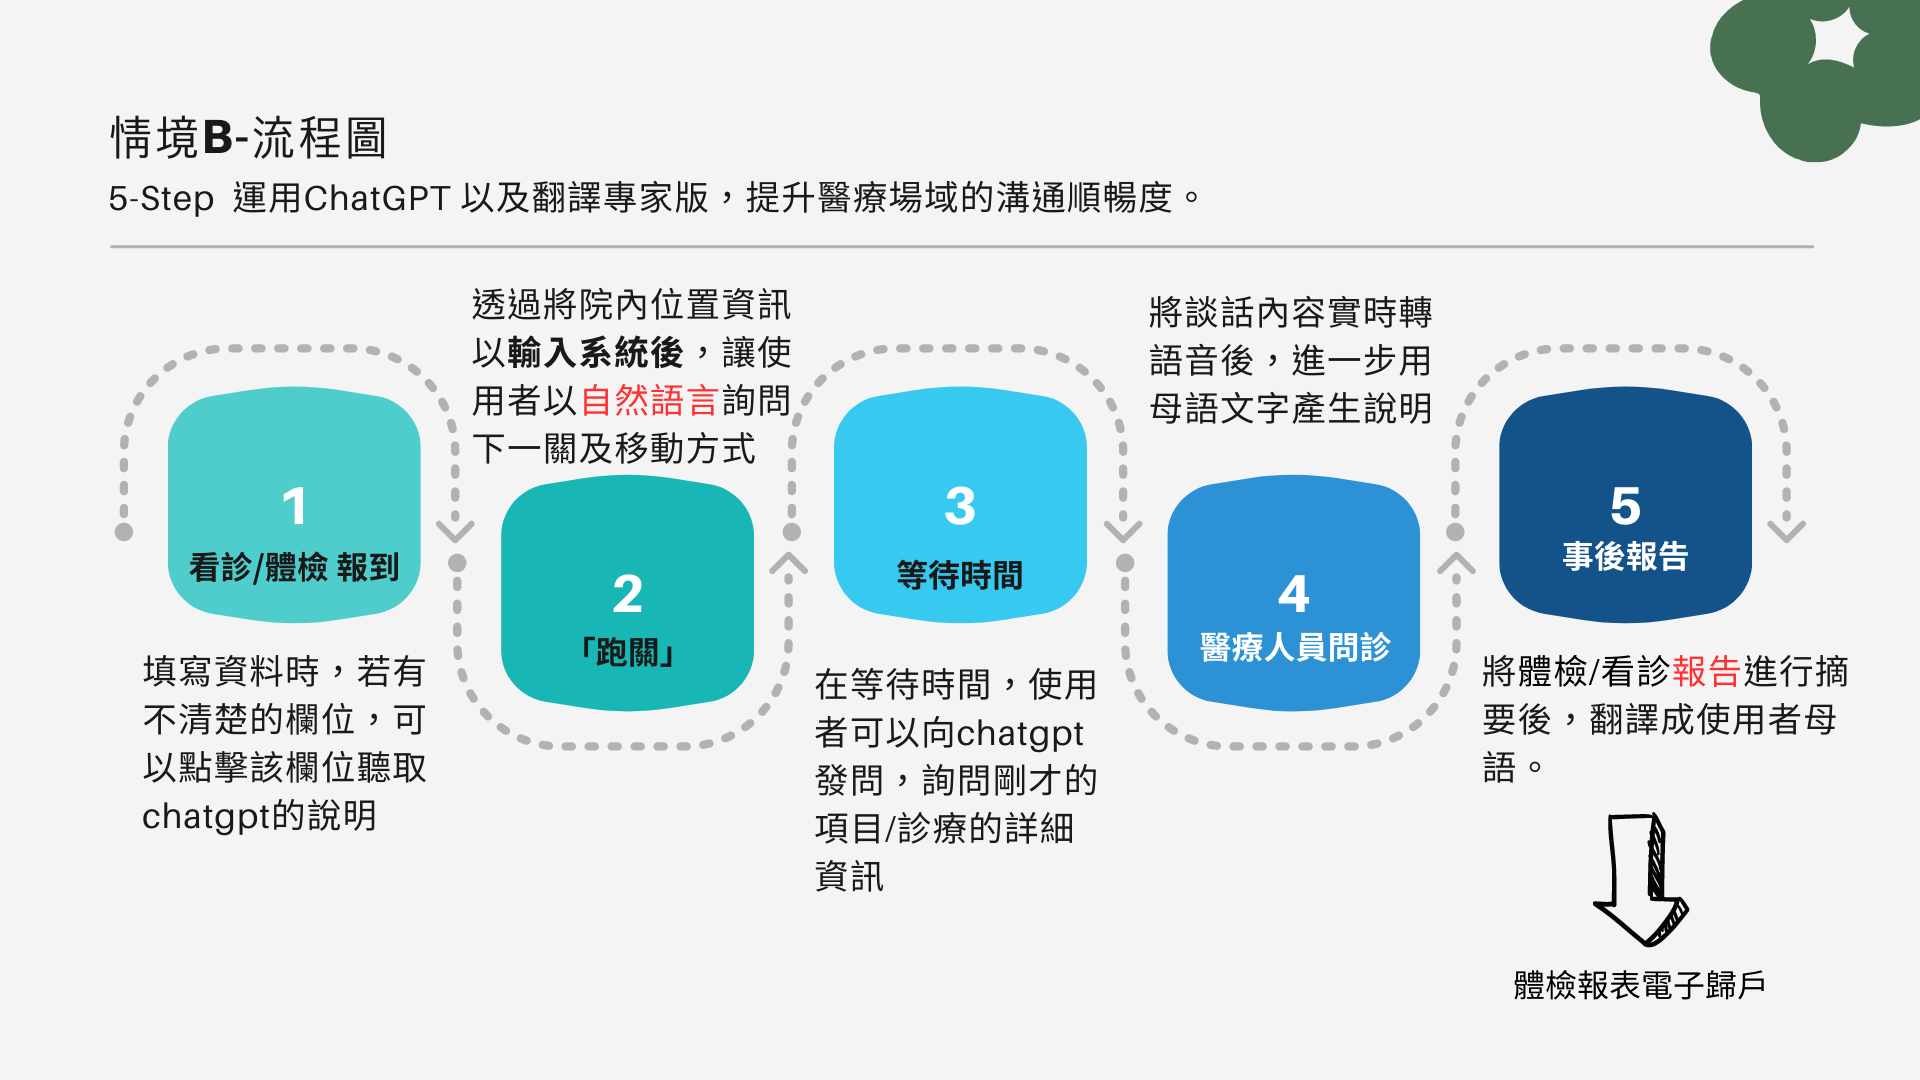 情境B-流程圖
5-Step 運用ChatGPT 以及翻譯專家版，提升醫療場域的溝通順暢度。
1
看診/體檢 報到
填寫資料時，若有
不清楚的欄位，可
以點擊該欄位聽取
chatgpt的說明
透過將院內位置資訊
以輸入系統後，讓使
用者以自然語言詢問
下一關及移動方式
2
「跑關」
3
等待時間
在等待時間，使用
者可以向chatgpt
發問，詢問剛才的
項目/診療的詳細
資訊
將談話內容實時轉
語音後，進一步用
母語文字產生說明
4
醫療人員問診
5
事後報告
將體檢/看診報告進行摘
要後，翻譯成使用者母
語。
體檢報表電子歸戶